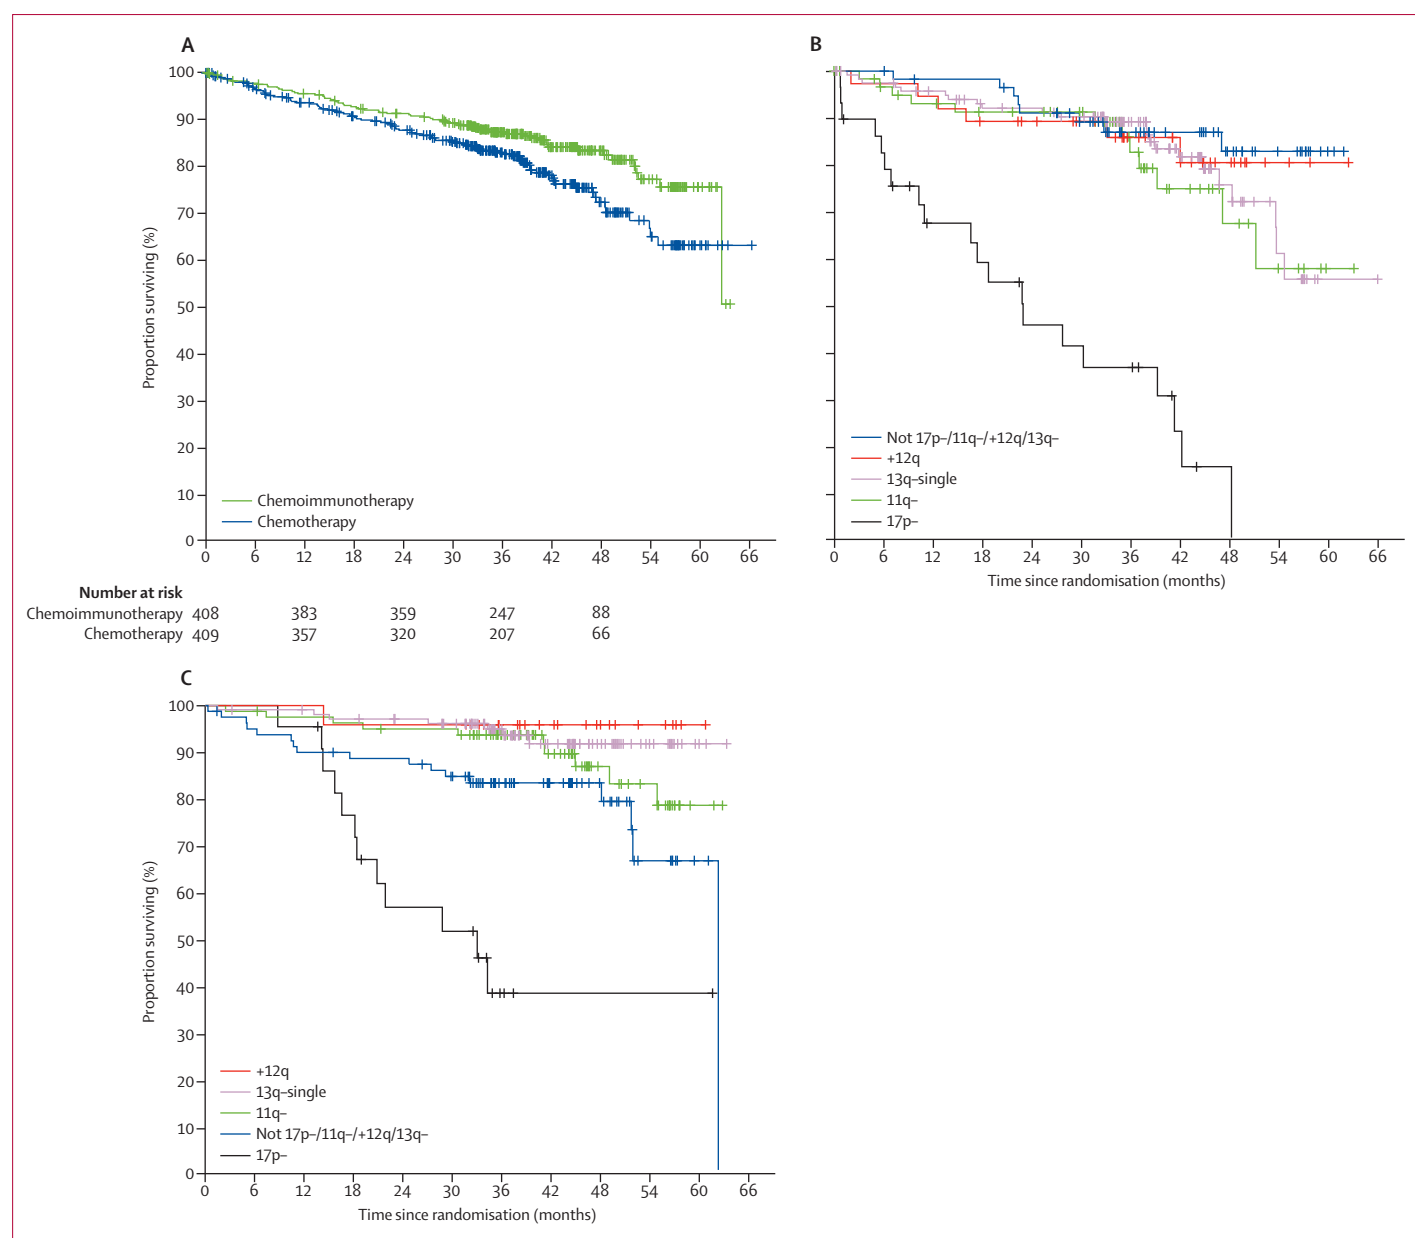 A
100
90
80
70
60
50
40
30
20
10
0
Proportion surviving (%)
Chemoimmunotherapy
Chemotherapy
0 6 12 18 24 30 36 42 48 54 60 66
Number at risk
Chemoimmunotherapy 408 383 359 247 88
Chemotherapy 409 357 320 207 66
B
Not 17p–/11q–/+12q/13q–
+12q
13q–single
11q–
17p–
0 6 12 18 24 30 36 42 48 54 60 66
Time since randomisation (months)
C
100
90
80
70
60
50
40
30
20
10
0
Proportion surviving (%)
+12q
13q–single
11q–
Not 17p–/11q–/+12q/13q–
17p–
0 6 12 18 24 30 36 42 48 54 60 66
Time since randomisation (months)